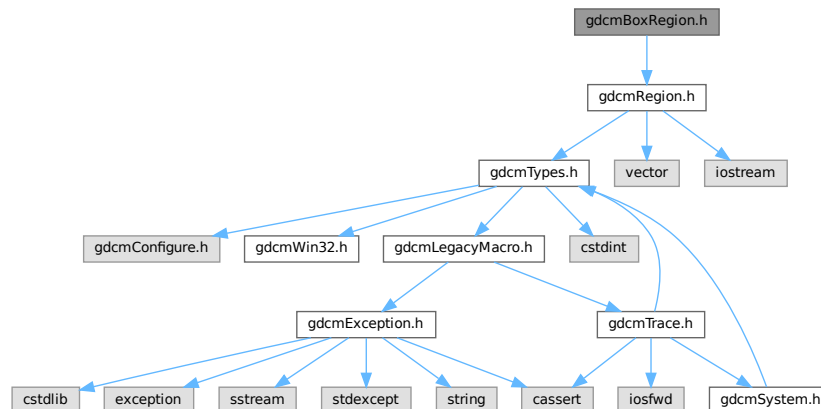 gdcmBoxRegion.h
gdcmRegion.h
gdcmTypes.h
vector
iostream
gdcmConfigure.h
gdcmWin32.h
gdcmLegacyMacro.h
cstdint
gdcmException.h
gdcmTrace.h
cstdlib
exception
sstream
stdexcept
string
cassert
iosfwd
gdcmSystem.h